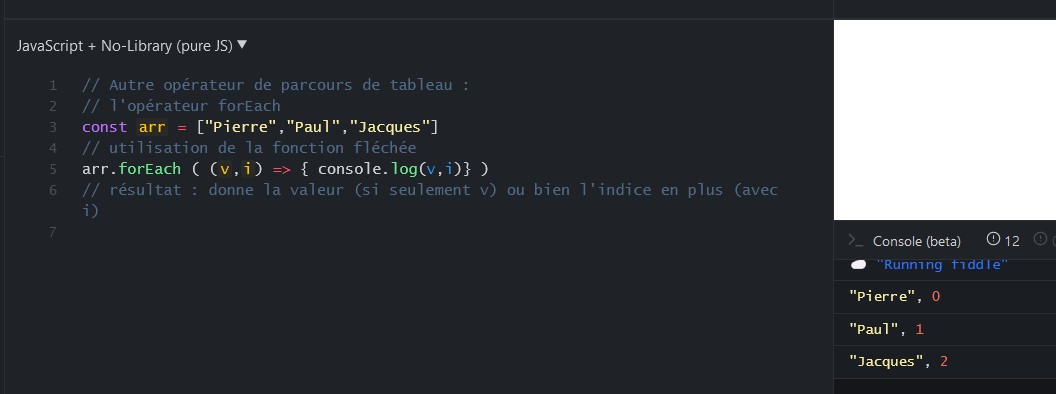 JavaScript + No-Library (pure JS) ▼
1 // Autre opérateur de parcours de tableau :
2 // l'opérateur forEach
3 const arr = ["Pierre","Paul","Jacques"]
4 // utilisation de la fonction fléchée
5 arr.forEach ( (v,i) => { console.log(v,i)} )
6 // résultat : donne la valeur (si seulement v) ou bien l'indice en plus (avec
i)
7
>_ Console (beta) 12
"Running fiddle"
"Pierre", 0
"Paul", 1
"Jacques", 2